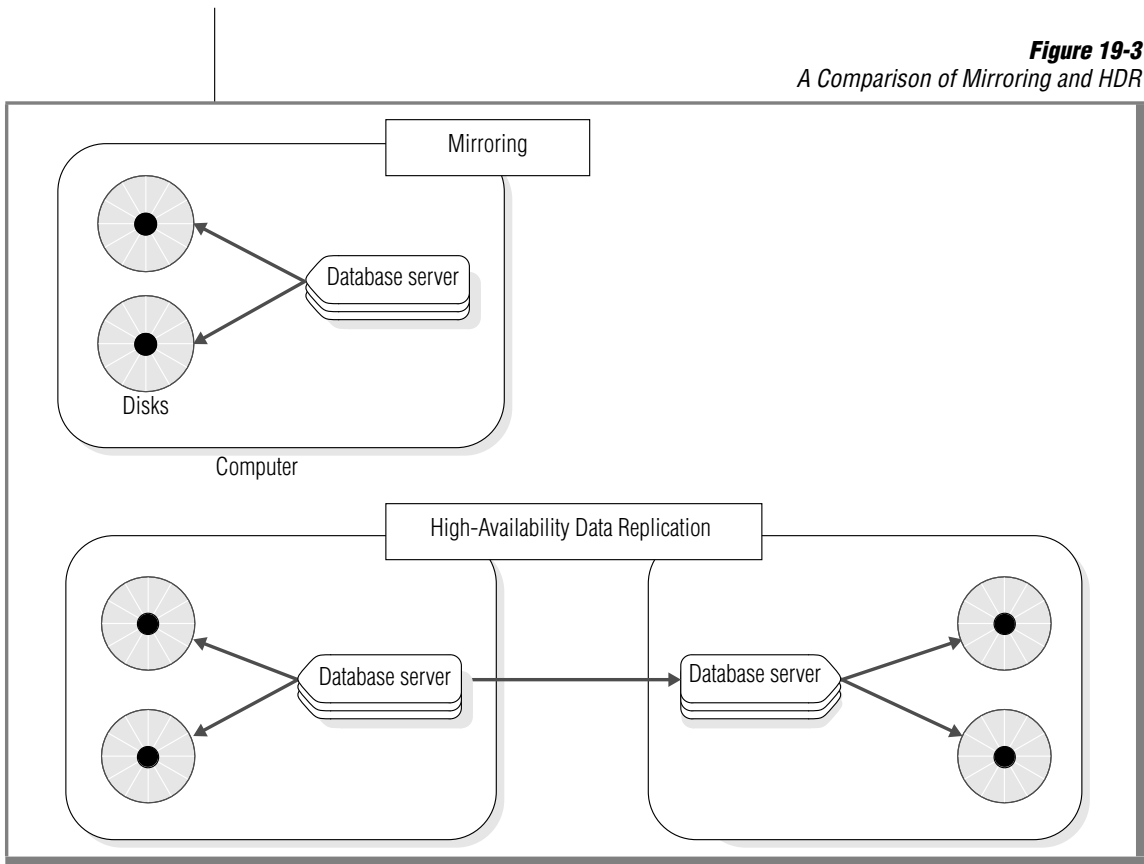 Figure 19-3
A Comparison of Mirroring and HDR
Mirroring
Database server
Disks
Computer
High-Availability Data Replication
Database server
Database server